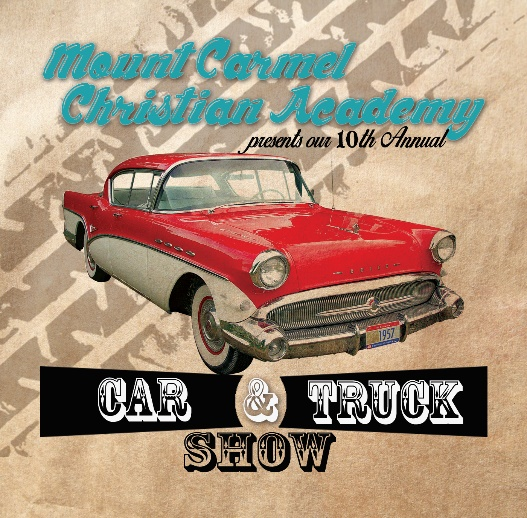 Mount Carmel
Christian Academy
presents our 10th Annual
1957
CAR & TRUCK
SHOW